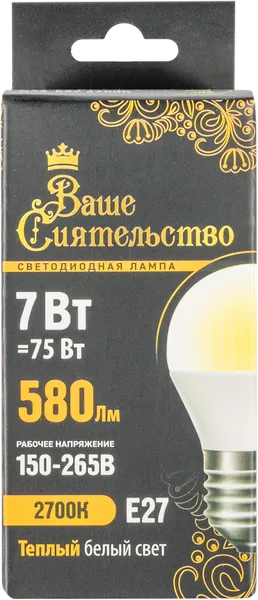 Ваше
Сиятельство
СВЕТОДИОДНАЯ ЛАМПА
7 Вт
=75 Вт
580Лм
РАБОЧЕЕ НАПРЯЖЕНИЕ
150-265В
2700К E27
Теплый белый свет